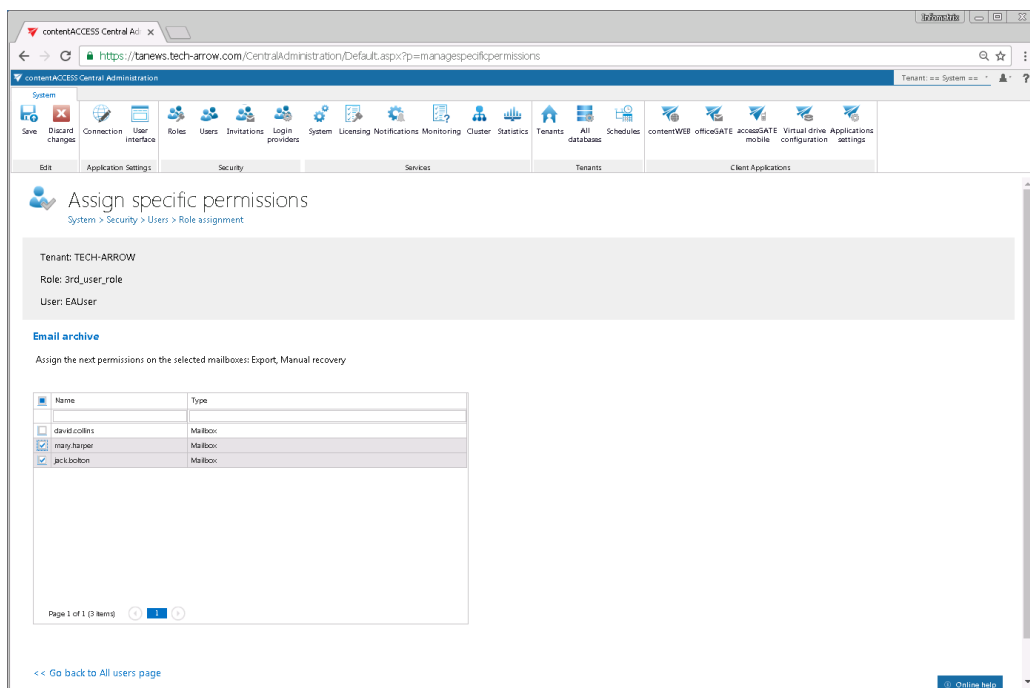 Infomatrix
contentACCESS Central Ad
https://tanews.tech-arrow.com/CentralAdministration/Default.aspx?p=managespecificpermissions
contentACCESS Central Administration
Tenant: == System ==
?
System
Save
Discard changes
Connection
User interface
Roles
Users
Invitations
Login providers
System
Licensing
Notifications
Monitoring
Cluster
Statistics
Tenants
All databases
Schedules
contentWEB
officeGATE
accessGATE mobile
Virtual drive configuration
Applications settings
Edit
Application Settings
Security
Services
Tenants
Client Applications
Assign specific permissions
System > Security > Users > Role assignment
Tenant: TECH-ARROW
Role: 3rd_user_role
User: EAUser
Email archive
Assign the next permissions on the selected mailboxes: Export, Manual recovery
Name Type
david.collins Mailbox
mary.harper Mailbox
jack.bolton Mailbox
Page 1 of 1 (3 items) 1
<< Go back to All users page
Online help